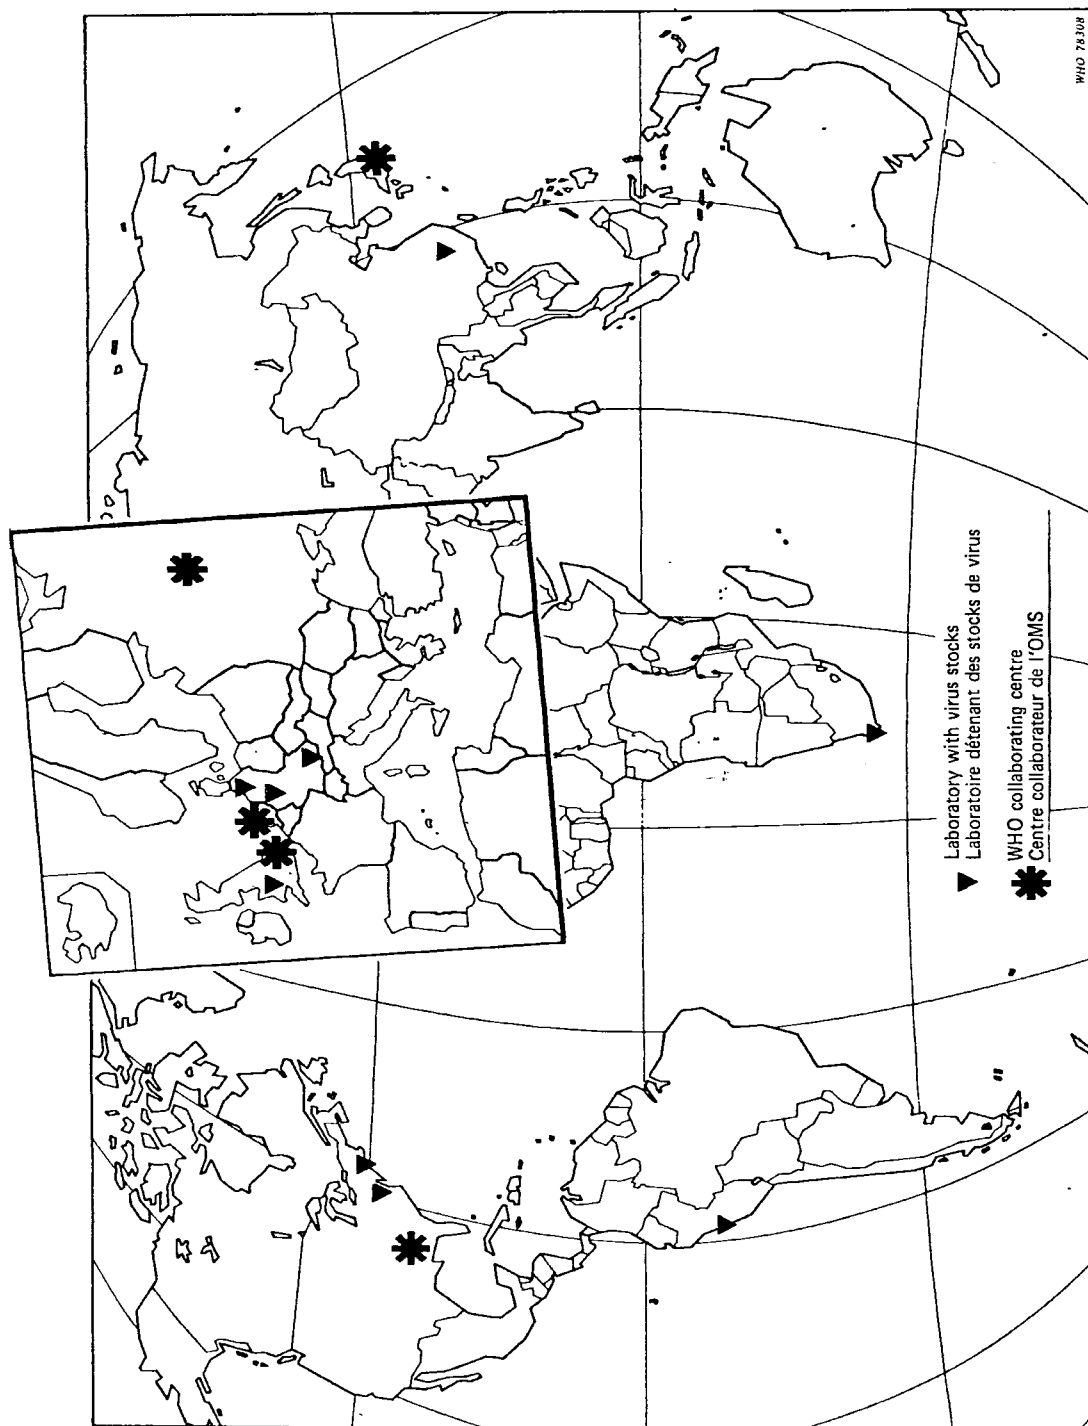 Laboratory with virus stocks
Laboratoire détenant des stocks de virus
WHO collaborating centre
Centre collaborateur de l'OMS
WHO 78308